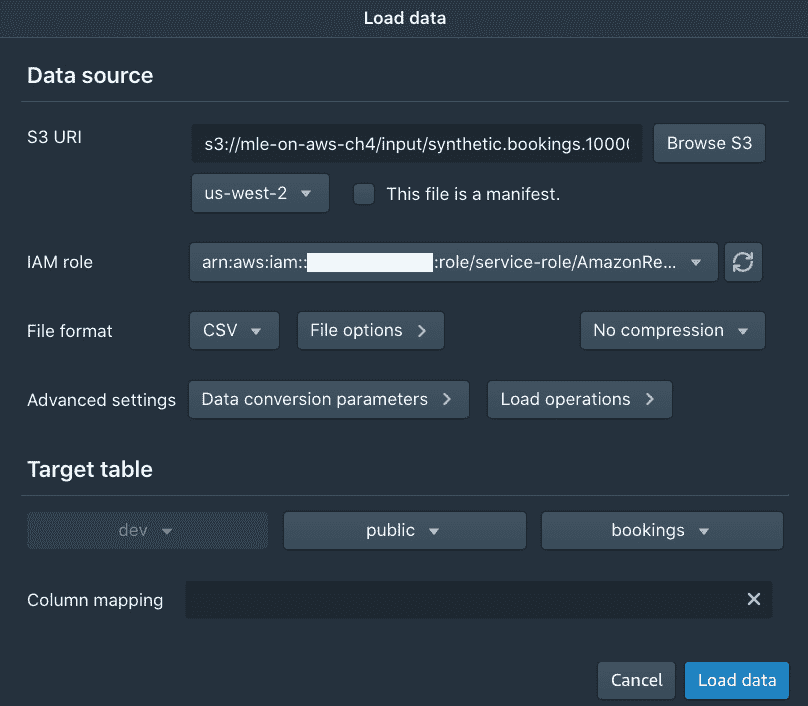 Load data
Data source
S3 URI
s3://mle-on-aws-ch4/input/synthetic.bookings.10000
Browse S3
us-west-2
This file is a manifest.
IAM role
arn:aws:iam:: :role/service-role/AmazonRe...
File format
CSV
File options
No compression
Advanced settings
Data conversion parameters
Load operations
Target table
dev
public
bookings
Column mapping
Cancel
Load data